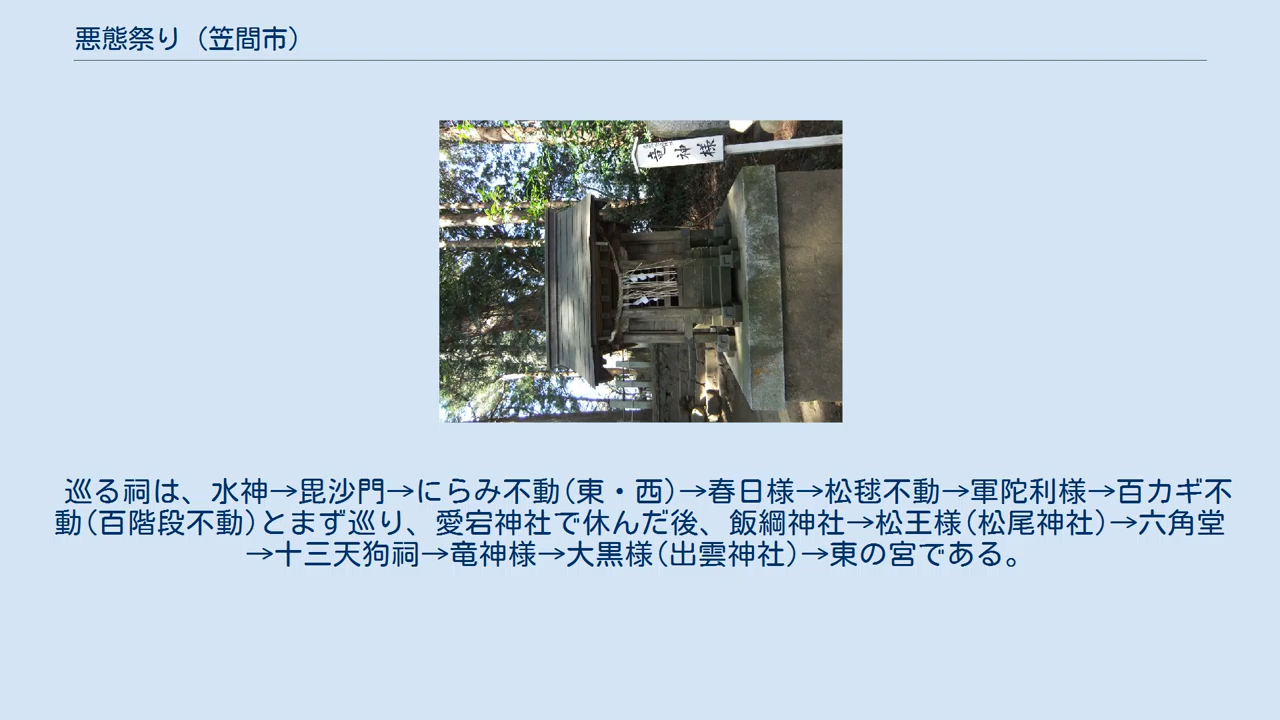 悪態祭り（笠間市）
竜神様
巡る祠は、水神→毘沙門→にらみ不動(東・西)→春日様→松毬不動→軍陀利様→百カギ不
動(百階段不動)とまず巡り、愛宕神社で休んだ後、飯綱神社→松王様(松尾神社)→六角堂
→十三天狗祠→竜神様→大黒様(出雲神社)→東の宮である。